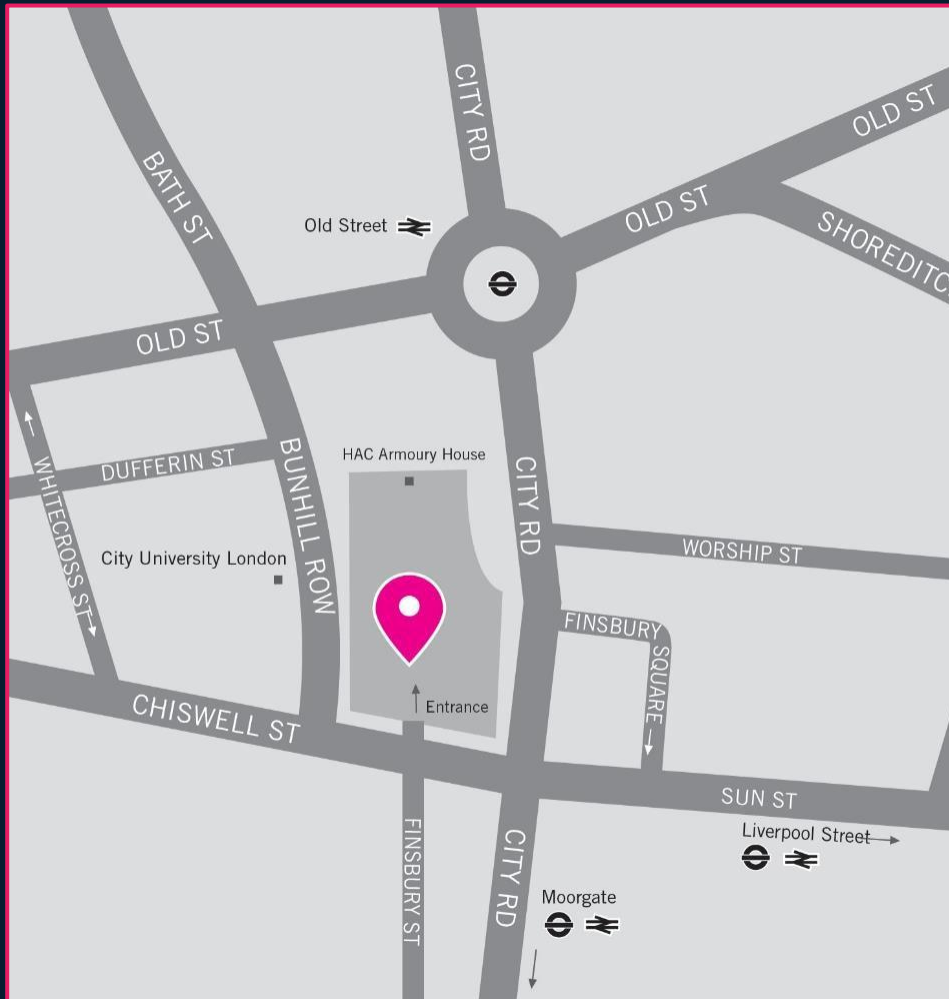 CITY RD
OLD ST
BATH ST
OLD ST
SHOREDITC
Old Street
OLD ST
HAC Armoury House
BUNHILL ROW
DUFFERIN ST
WHITECROSS ST
CITY RD
City University London
WORSHIP ST
FINSBURY
SQUARE
Entrance
CHISWELL ST
SUN ST
Liverpool Street
FINSBURY ST
CITY RD
Moorgate